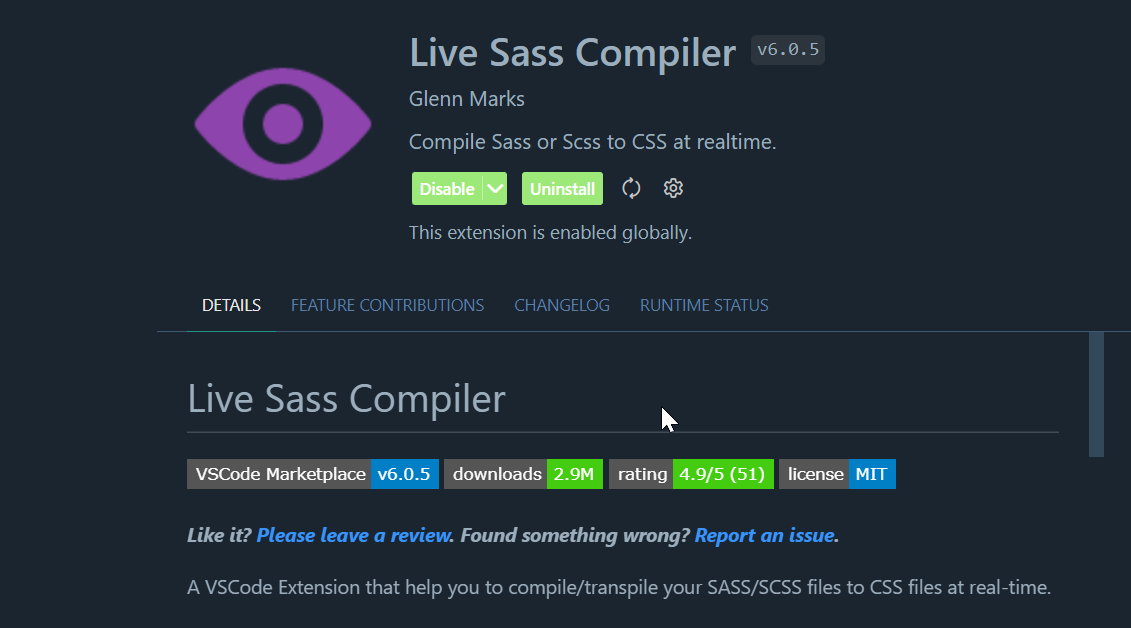 Live Sass Compiler v6.0.5
Glenn Marks
Compile Sass or Scss to CSS at realtime.
Disable Uninstall
This extension is enabled globally.
DETAILS FEATURE CONTRIBUTIONS CHANGELOG RUNTIME STATUS
Live Sass Compiler
VSCode Marketplace v6.0.5 downloads 2.9M rating 4.9/5 (51) license MIT
Like it? Please leave a review. Found something wrong? Report an issue.
A VSCode Extension that help you to compile/transpile your SASS/SCSS files to CSS files at real-time.